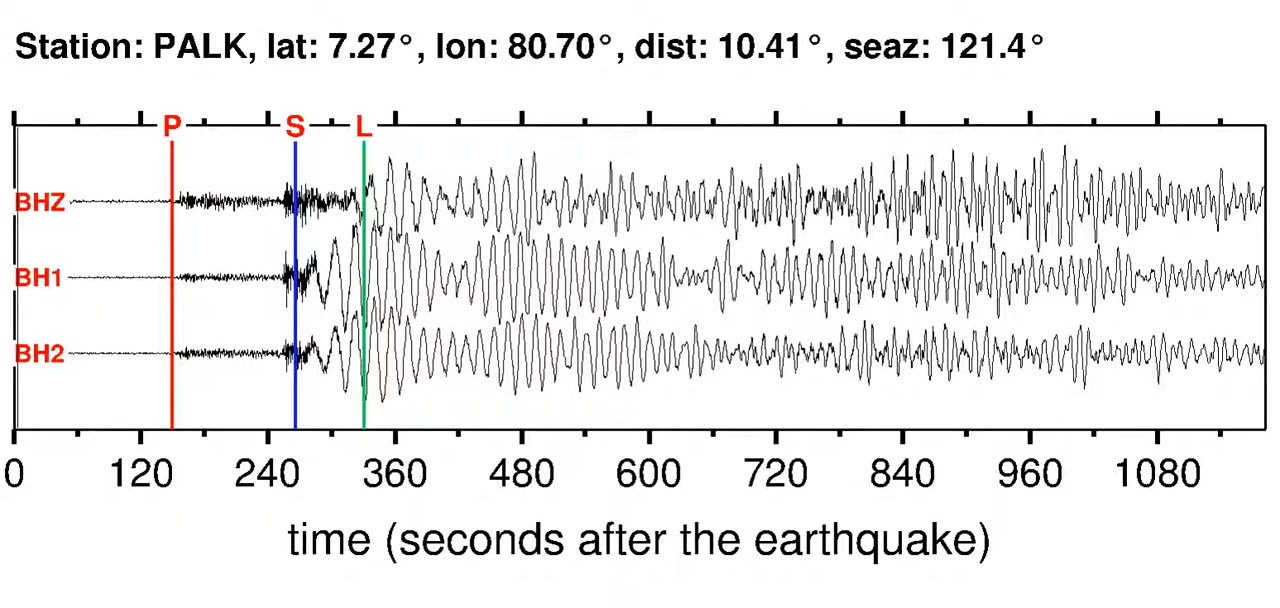 Station: PALK, lat: 7.27°, lon: 80.70°, dist: 10.41°, seaz: 121.4°
P S L
BHZ
BH1
BH2
0 120 240 360 480 600 720 840 960 1080
time (seconds after the earthquake)